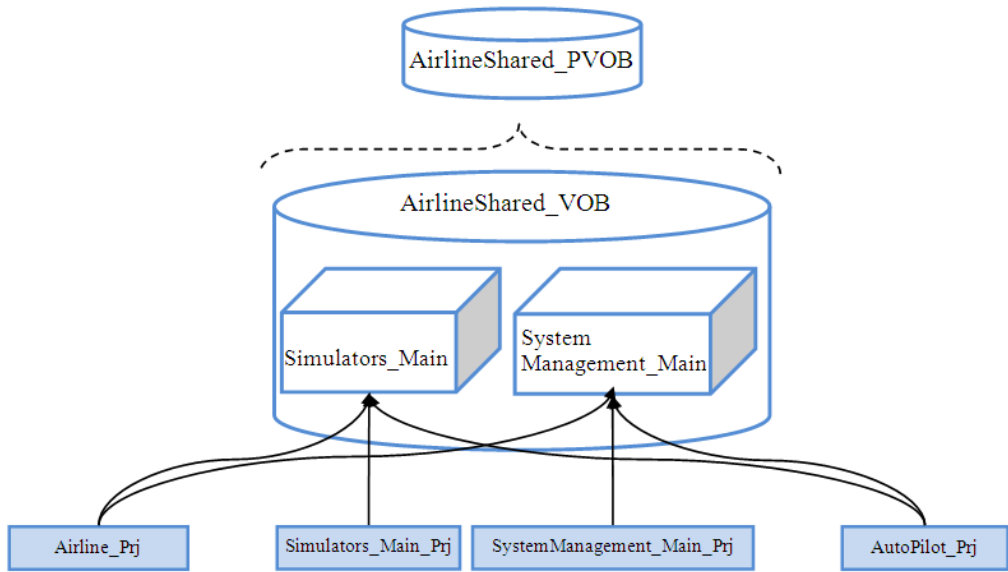 AirlineShared_PVOB
AirlineShared_VOB
Simulators_Main
System
Management_Main
Airline_Prj
Simulators_Main_Prj
SystemManagement_Main_Prj
AutoPilot_Prj